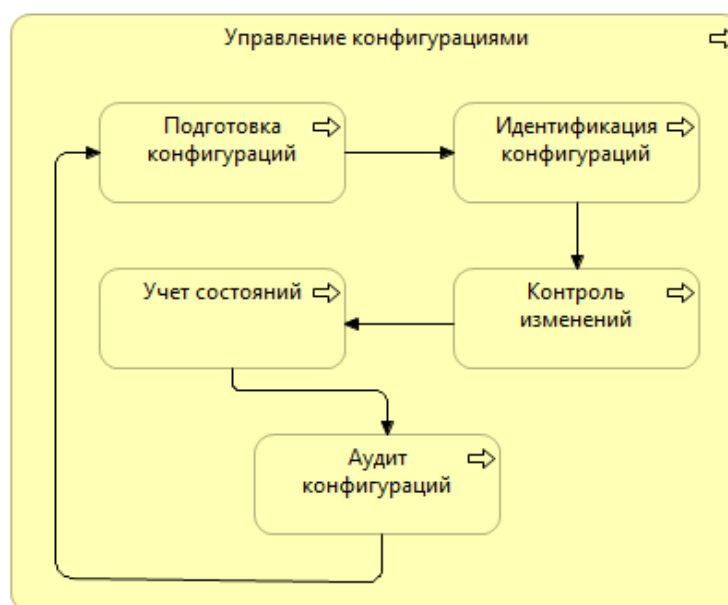 Управление конфигурациями
Подготовка
конфигураций
Идентификация
конфигураций
Учет состояний
Контроль
изменений
Аудит
конфигураций